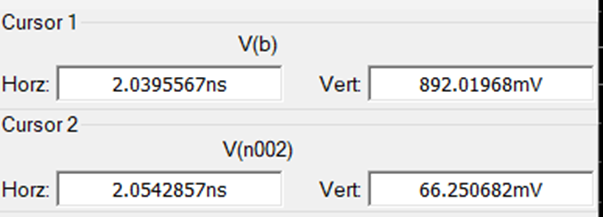 Cursor 1
V(b)
Horz: 2.0395567ns Vert: 892.01968mV
Cursor 2
V(n002)
Horz: 2.0542857ns Vert: 66.250682mV